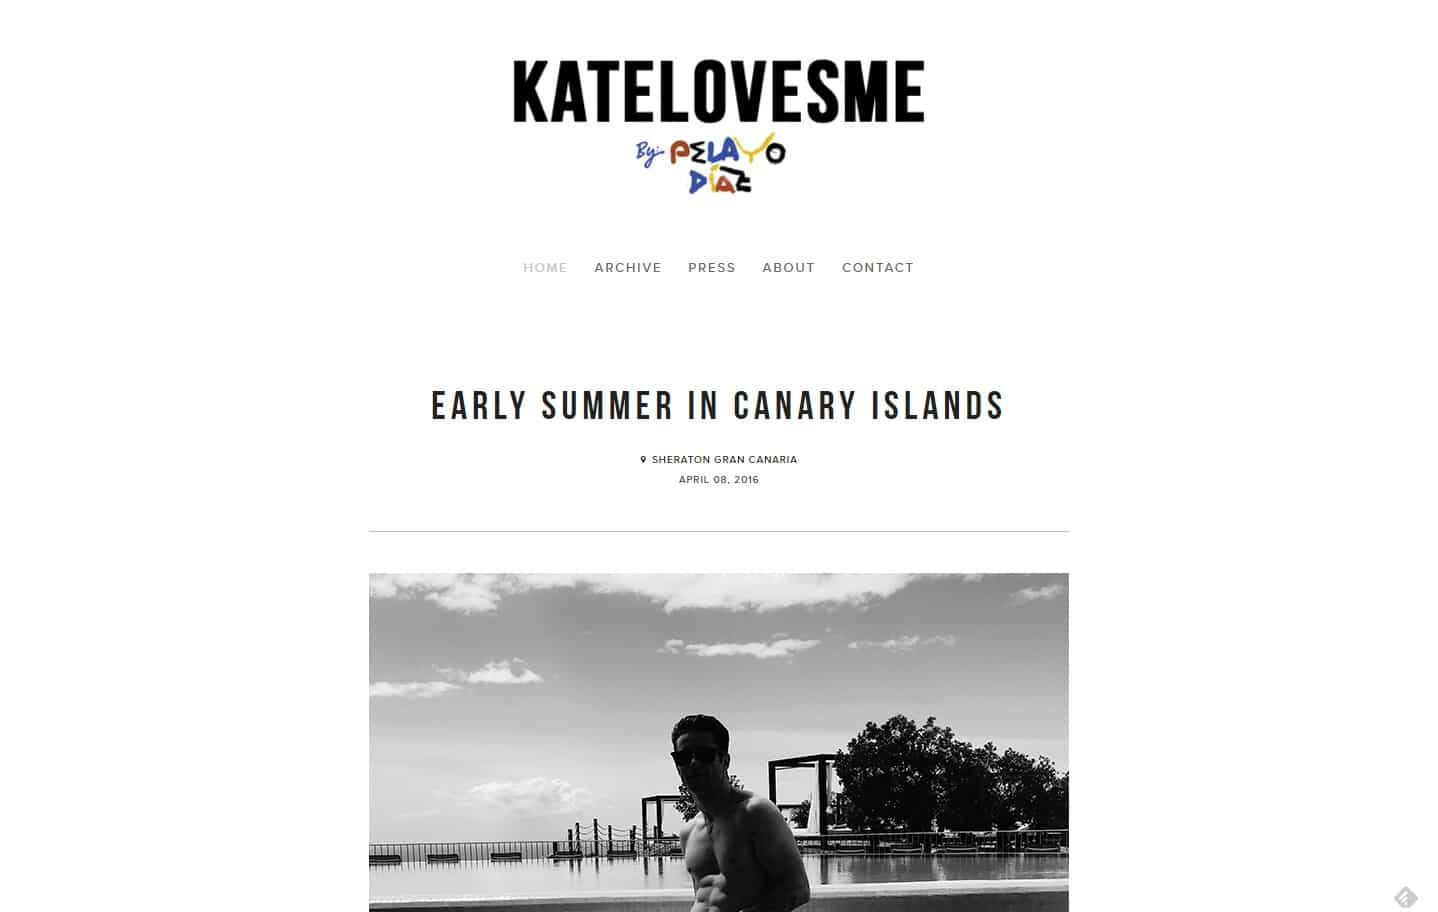 KATELOVESME
By: PELAYO
DÍAZ
HOME ARCHIVE PRESS ABOUT CONTACT
EARLY SUMMER IN CANARY ISLANDS
SHERATON GRAN CANARIA
APRIL 08, 2016